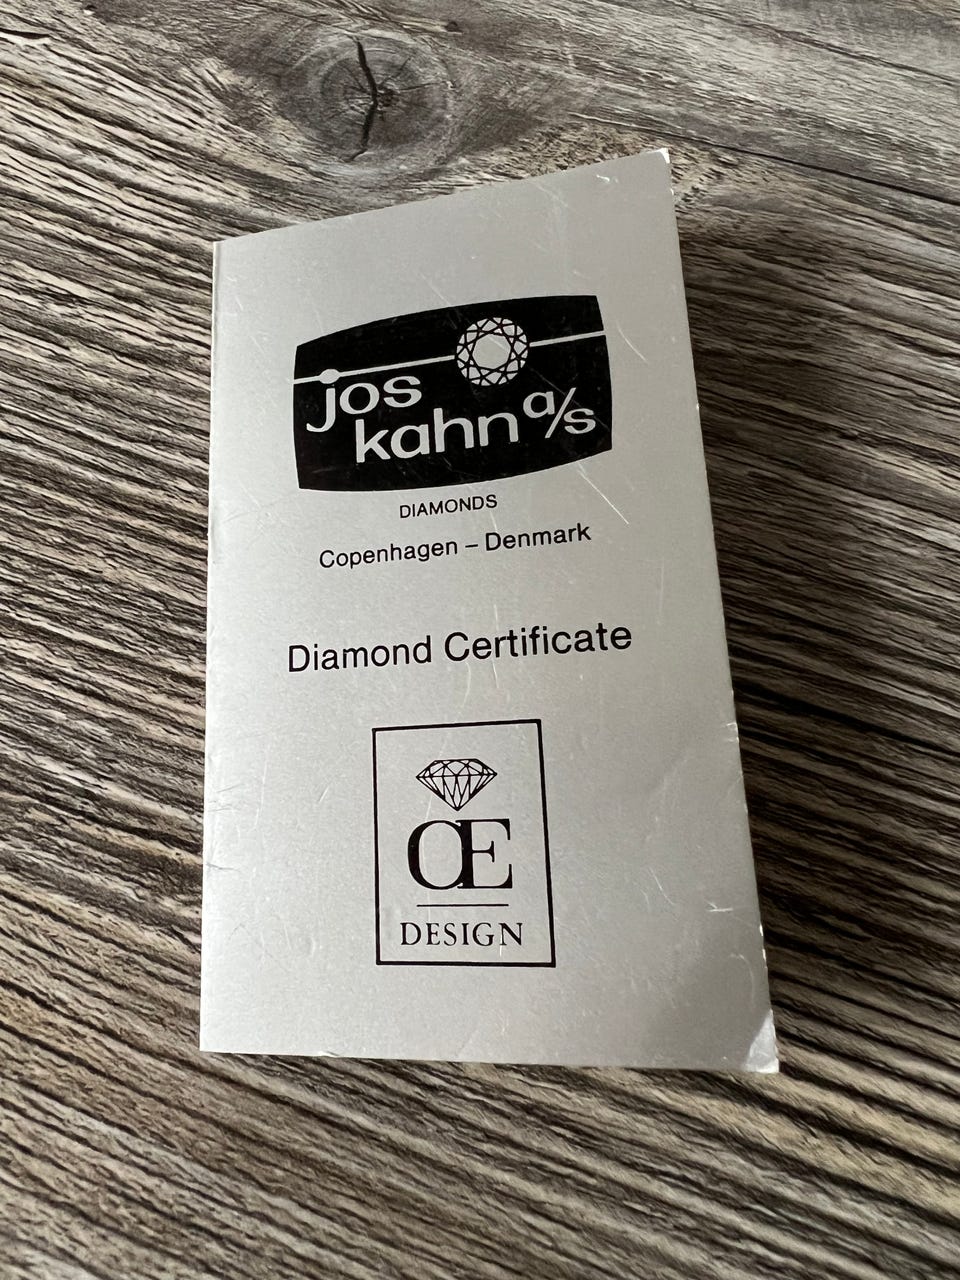 jos
kahn a/s
DIAMONDS
Copenhagen – Denmark
Diamond Certificate
Œ
DESIGN